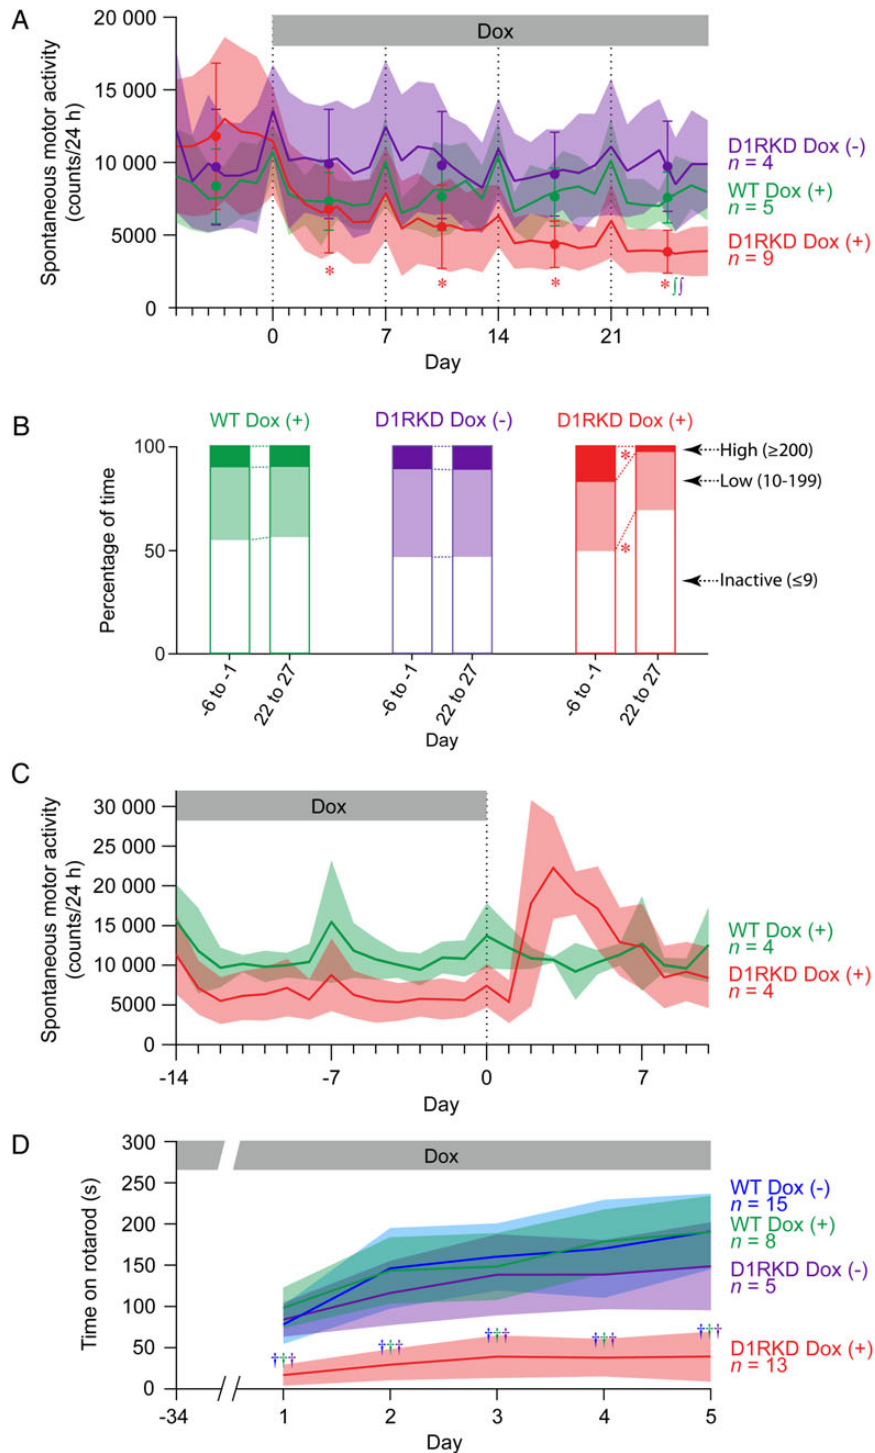 A
Spontaneous motor activity
(counts/24 h)
20 000
15 000
10 000
5000
0
Dox
D1RKD Dox (-)
n = 4
WT Dox (+)
n = 5
D1RKD Dox (+)
n = 9
*
*
*
* ∫∫
0 7 14 21
Day
B
WT Dox (+) D1RKD Dox (-) D1RKD Dox (+)
Percentage of time
100
50
0
*
*
High (≥200)
Low (10-199)
Inactive (≤9)
-6 to -1 22 to 27 -6 to -1 22 to 27 -6 to -1 22 to 27
Day
C
Spontaneous motor activity
(counts/24 h)
30 000
25 000
20 000
15 000
10 000
5000
0
Dox
WT Dox (+)
n = 4
D1RKD Dox (+)
n = 4
-14 -7 0 7
Day
D
Time on rotarod (s)
300
250
200
150
100
50
0
Dox
WT Dox (-)
n = 15
WT Dox (+)
n = 8
D1RKD Dox (-)
n = 5
D1RKD Dox (+)
n = 13
††† ††† ††† ††† †††
-34 1 2 3 4 5
Day